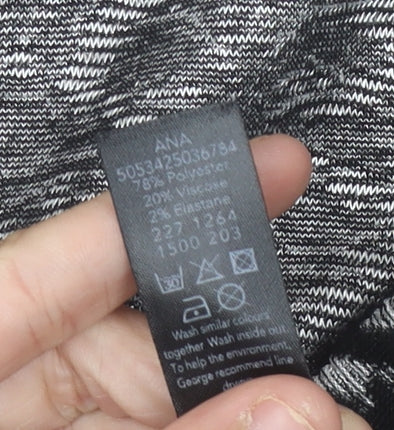 ANA
5053425036784
78% Polyester
20% Viscose
2% Elastane
227 1264
1500 203
30
Wash similar colours
together Wash inside out
To help the environment,
George recommend line